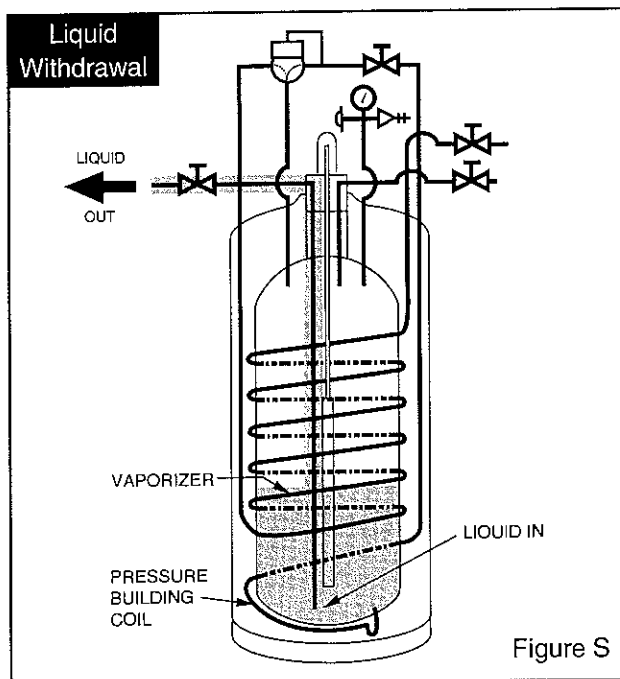 Liquid
Withdrawal
LIQUID
OUT
VAPORIZER
LIOUID IN
PRESSURE
BUILDING
COIL
Figure S